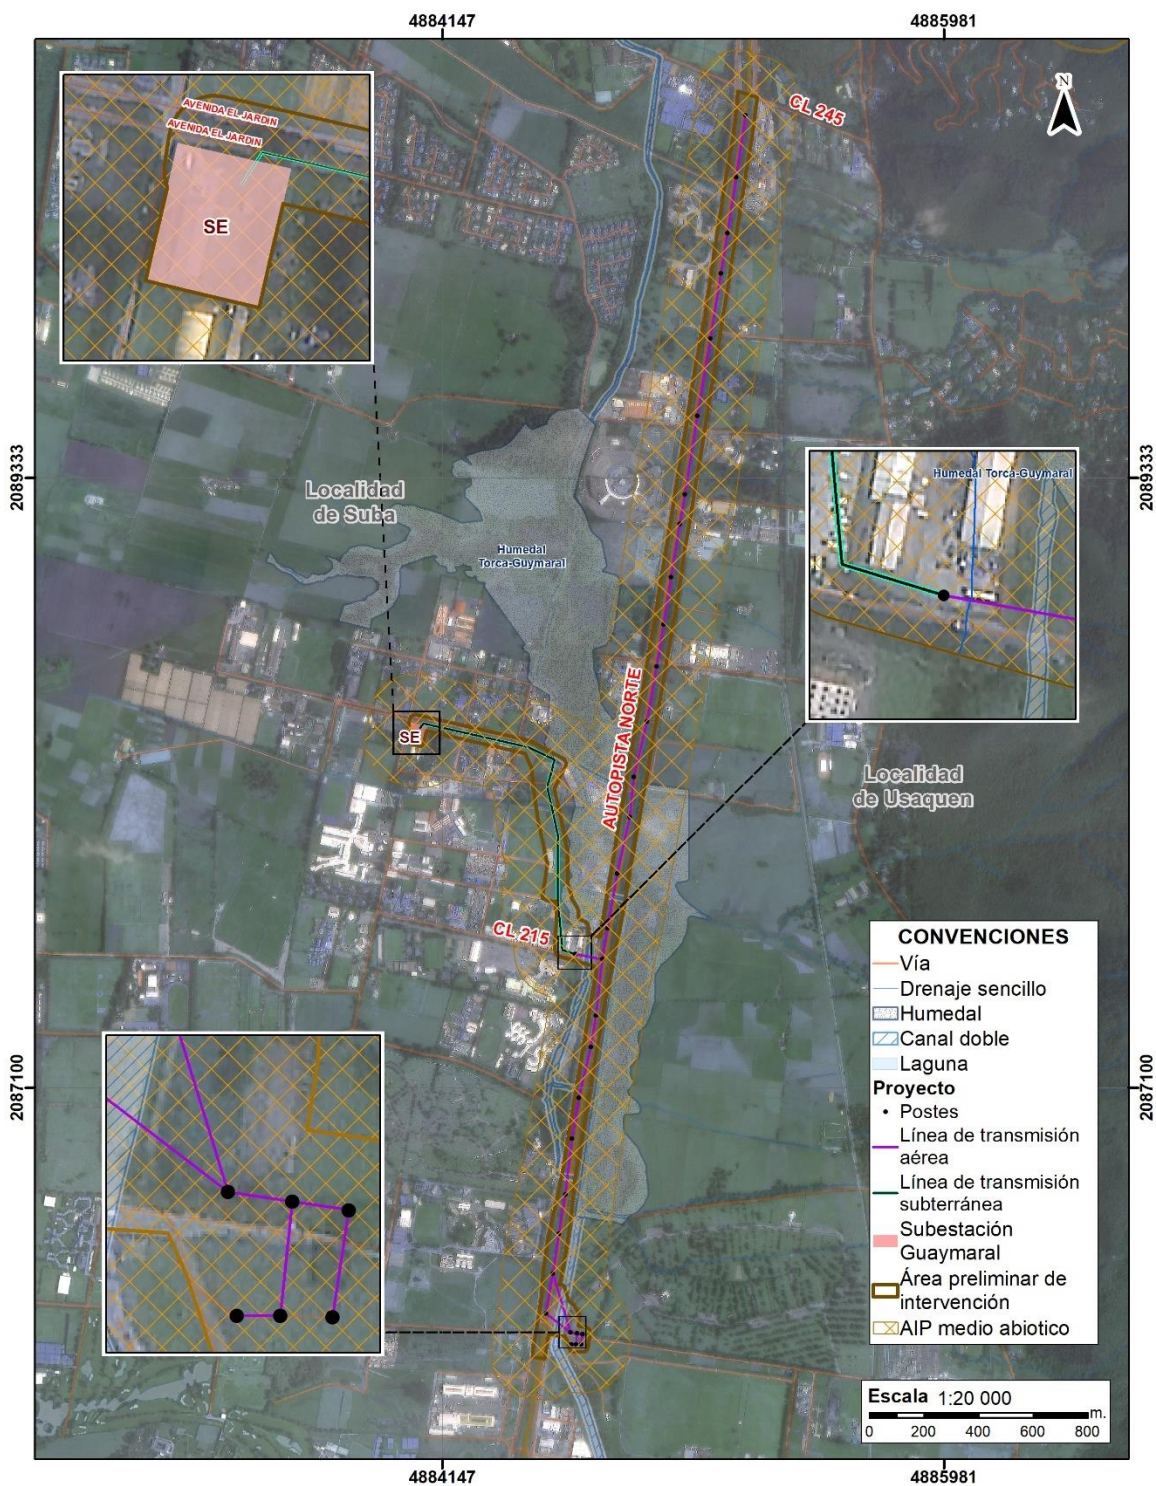 4884147
4885981
CL 245
N
AVENIDA EL JARDIN
AVENIDA EL JARDIN
SE
2089333
2089333
Localidad
de Suba
Humedal Torca-Guymaral
Humedal
Torca-Guymaral
AUTOPISTA NORTE
SE
Localidad
de Usaquen
CL 215
CONVENCIONES
Vía
Drenaje sencillo
Humedal
Canal doble
Laguna
Proyecto
Postes
Línea de transmisión
aérea
Línea de transmisión
subterránea
Subestación
Guaymaral
Área preliminar de
intervención
AIP medio abiotico
2087100
2087100
Escala 1:20 000
m.
0 200 400 600 800
4884147
4885981